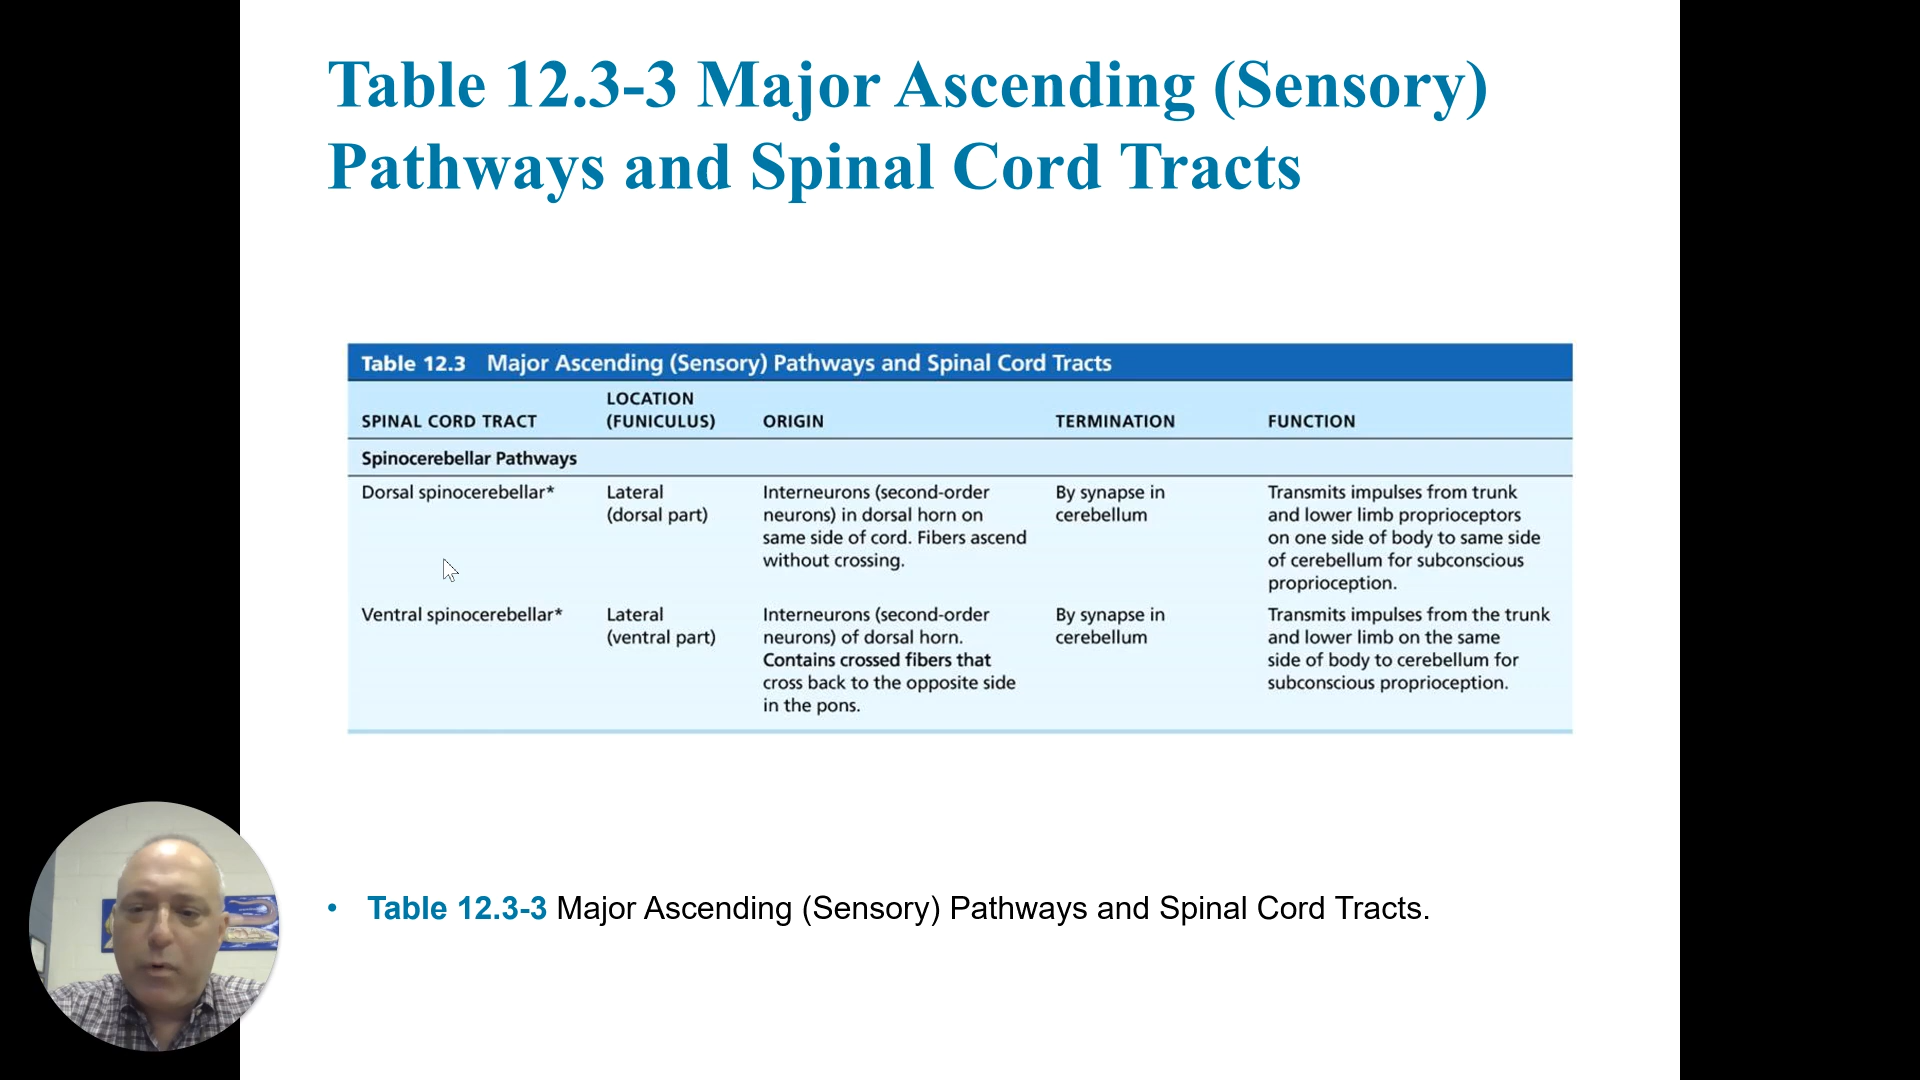 Table 12.3-3 Major Ascending (Sensory)
Pathways and Spinal Cord Tracts
Table 12.3 Major Ascending (Sensory) Pathways and Spinal Cord Tracts
SPINAL CORD TRACT
LOCATION
(FUNICULUS)
ORIGIN
TERMINATION
FUNCTION
Spinocerebellar Pathways
Dorsal spinocerebellar*
Lateral
(dorsal part)
Interneurons (second-order
neurons) in dorsal horn on
same side of cord. Fibers ascend
without crossing.
By synapse in
cerebellum
Transmits impulses from trunk
and lower limb proprioceptors
on one side of body to same side
of cerebellum for subconscious
proprioception.
Ventral spinocerebellar*
Lateral
(ventral part)
Interneurons (second-order
neurons) of dorsal horn.
Contains crossed fibers that
cross back to the opposite side
in the pons.
By synapse in
cerebellum
Transmits impulses from the trunk
and lower limb on the same
side of body to cerebellum for
subconscious proprioception.
• Table 12.3-3 Major Ascending (Sensory) Pathways and Spinal Cord Tracts.